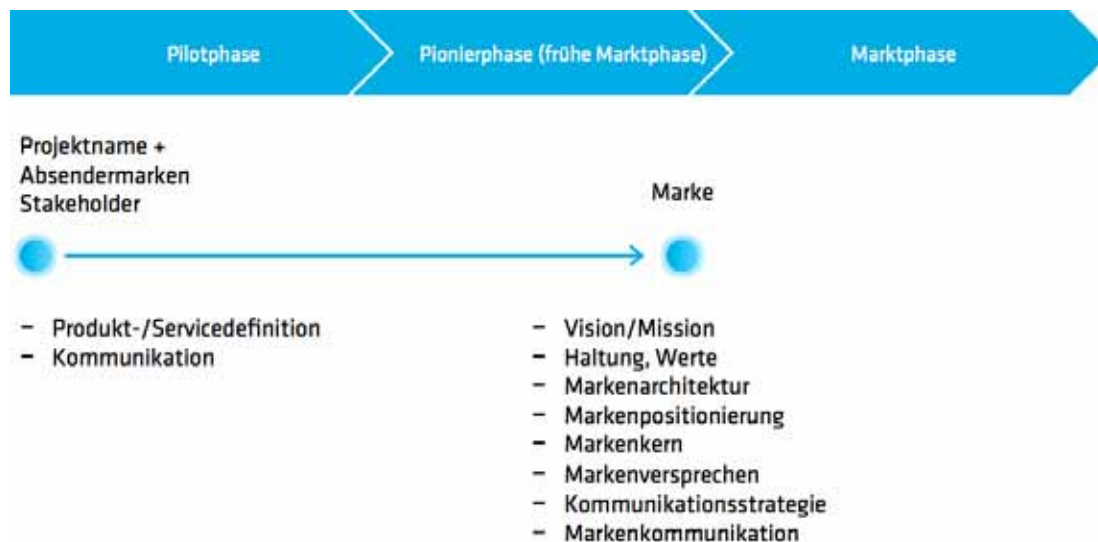 Pilotphase
Pionierphase (frühe Marktphase)
Marktphase
Projektname +
Absendermarken
Stakeholder
Marke
– Produkt-/Servicedefinition
– Kommunikation
– Vision/Mission
– Haltung, Werte
– Markenarchitektur
– Markenpositionierung
– Markenkern
– Markenversprechen
– Kommunikationsstrategie
– Markenkommunikation